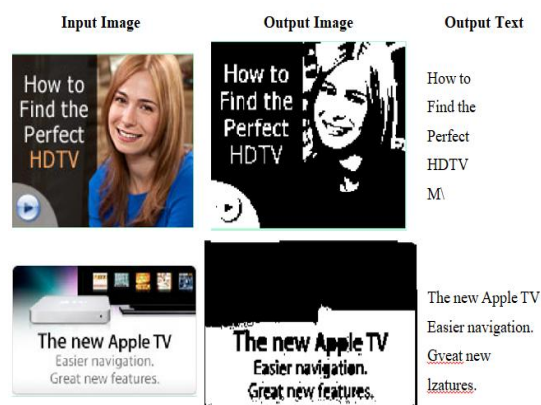 Input Image Output Image Output Text
How to
Find the
Perfect
HDTV
How to
Find the
Perfect
HDTV
How to
Find the
Perfect
HDTV
M\
The new Apple TV
Easier navigation.
Great new features.
The new Apple TV
Easier navigation.
Great new features.
The new Apple TV
Easier navigation.
Gveat new
lzatures.